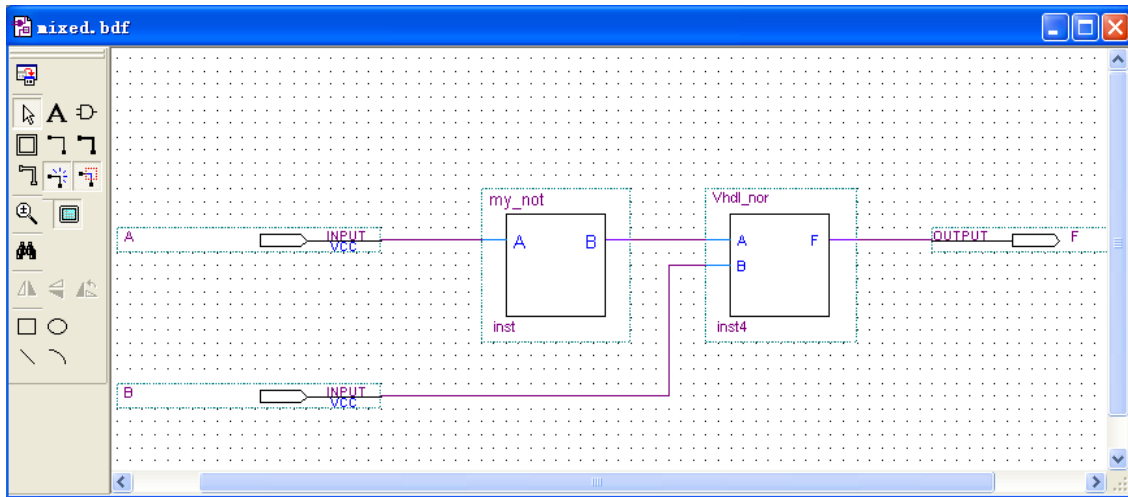 mixed.bdf
A
my_not
Vhdl_nor
A
INPUT
VCC
A B
A F
B
OUTPUT
F
inst
inst4
B
INPUT
VCC